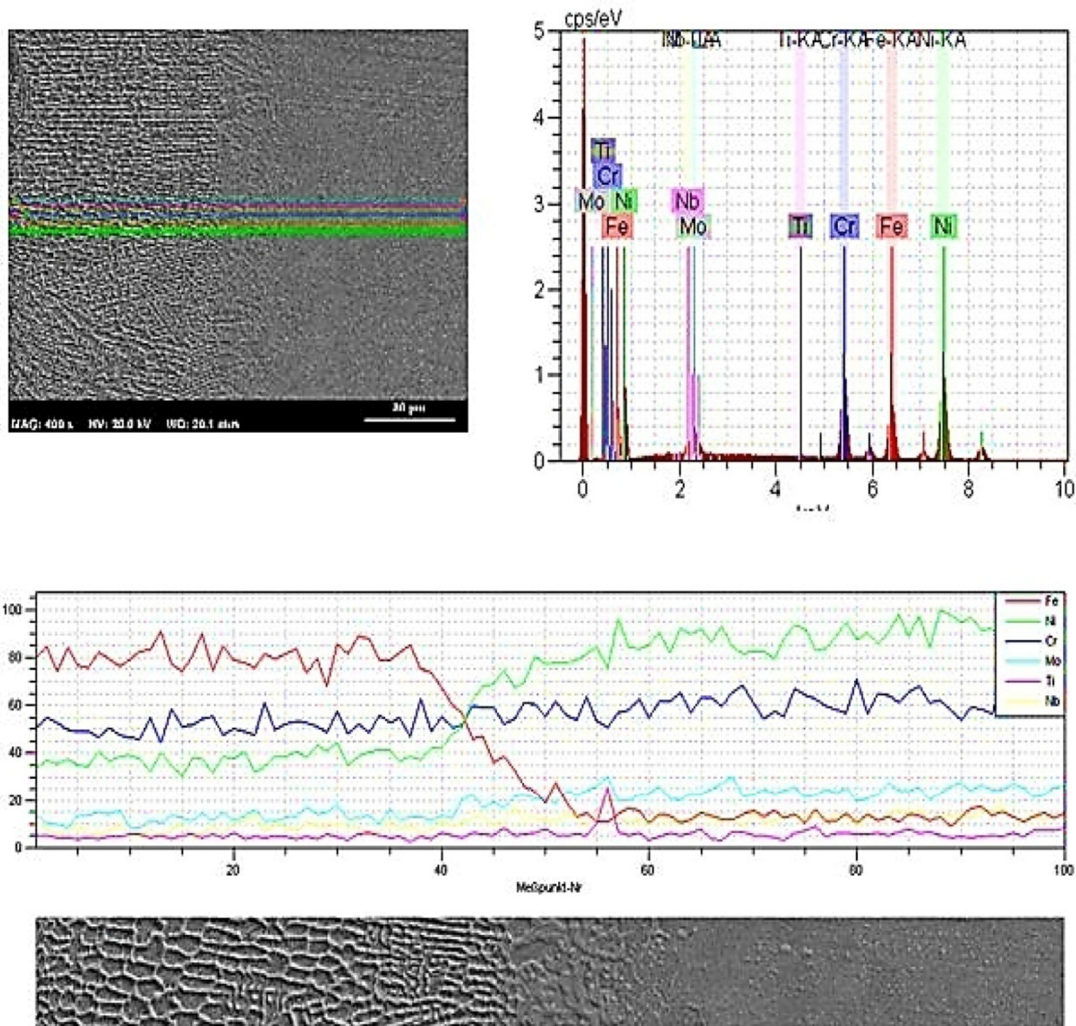 cps/eV
5
Ti-KA Cr-KA Fe-KA Ni-KA
4
Ti
Cr
3
Mo Ni Nb
Fe Mo Ti Cr Fe Ni
2
1
0
0 2 4 6 8 10
MAG: 400 x HV: 20.0 kV WD: 20.1 mm
100
80
60
40
20
0
Fe
Ni
Cr
Mo
Ti
Nb
20 40 60 80 100
Meßpunkt-Nr